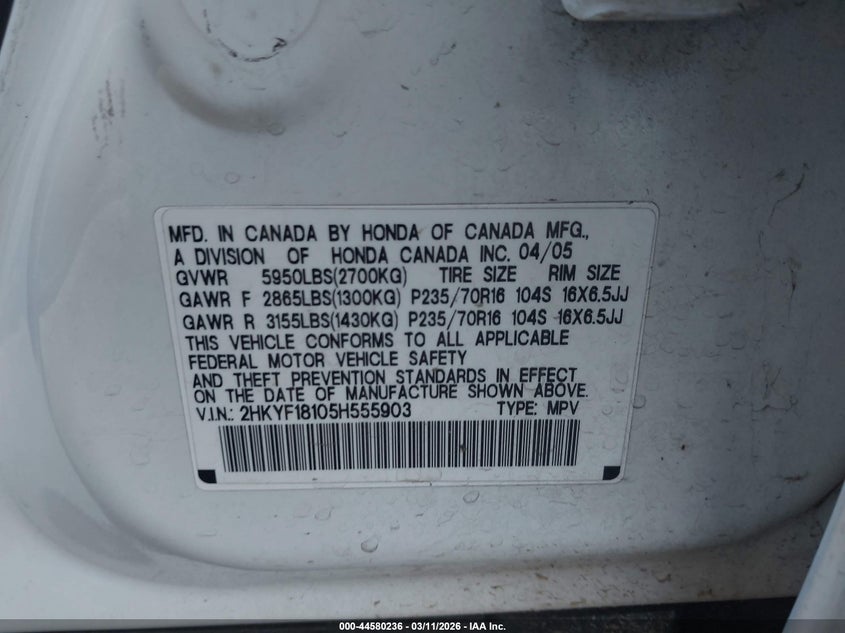 MFD. IN CANADA BY HONDA OF CANADA MFG.,
A DIVISION OF HONDA CANADA INC. 04/05
GVWR 5950LBS(2700KG) TIRE SIZE RIM SIZE
GAWR F 2865LBS(1300KG) P235/70R16 104S 16X6.5JJ
GAWR R 3155LBS(1430KG) P235/70R16 104S 16X6.5JJ
THIS VEHICLE CONFORMS TO ALL APPLICABLE
FEDERAL MOTOR VEHICLE SAFETY
AND THEFT PREVENTION STANDARDS IN EFFECT
ON THE DATE OF MANUFACTURE SHOWN ABOVE.
V.I.N.: 2HKYF18105H555903 TYPE: MPV
000-44580236 - 03/11/2026 - IAA Inc.